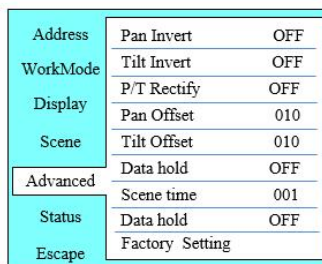 Address
WorkMode
Display
Scene
Advanced
Status
Escape
Pan Invert OFF
Tilt Invert OFF
P/T Rectify OFF
Pan Offset 010
Tilt Offset 010
Data hold OFF
Scene time 001
Data hold OFF
Factory Setting